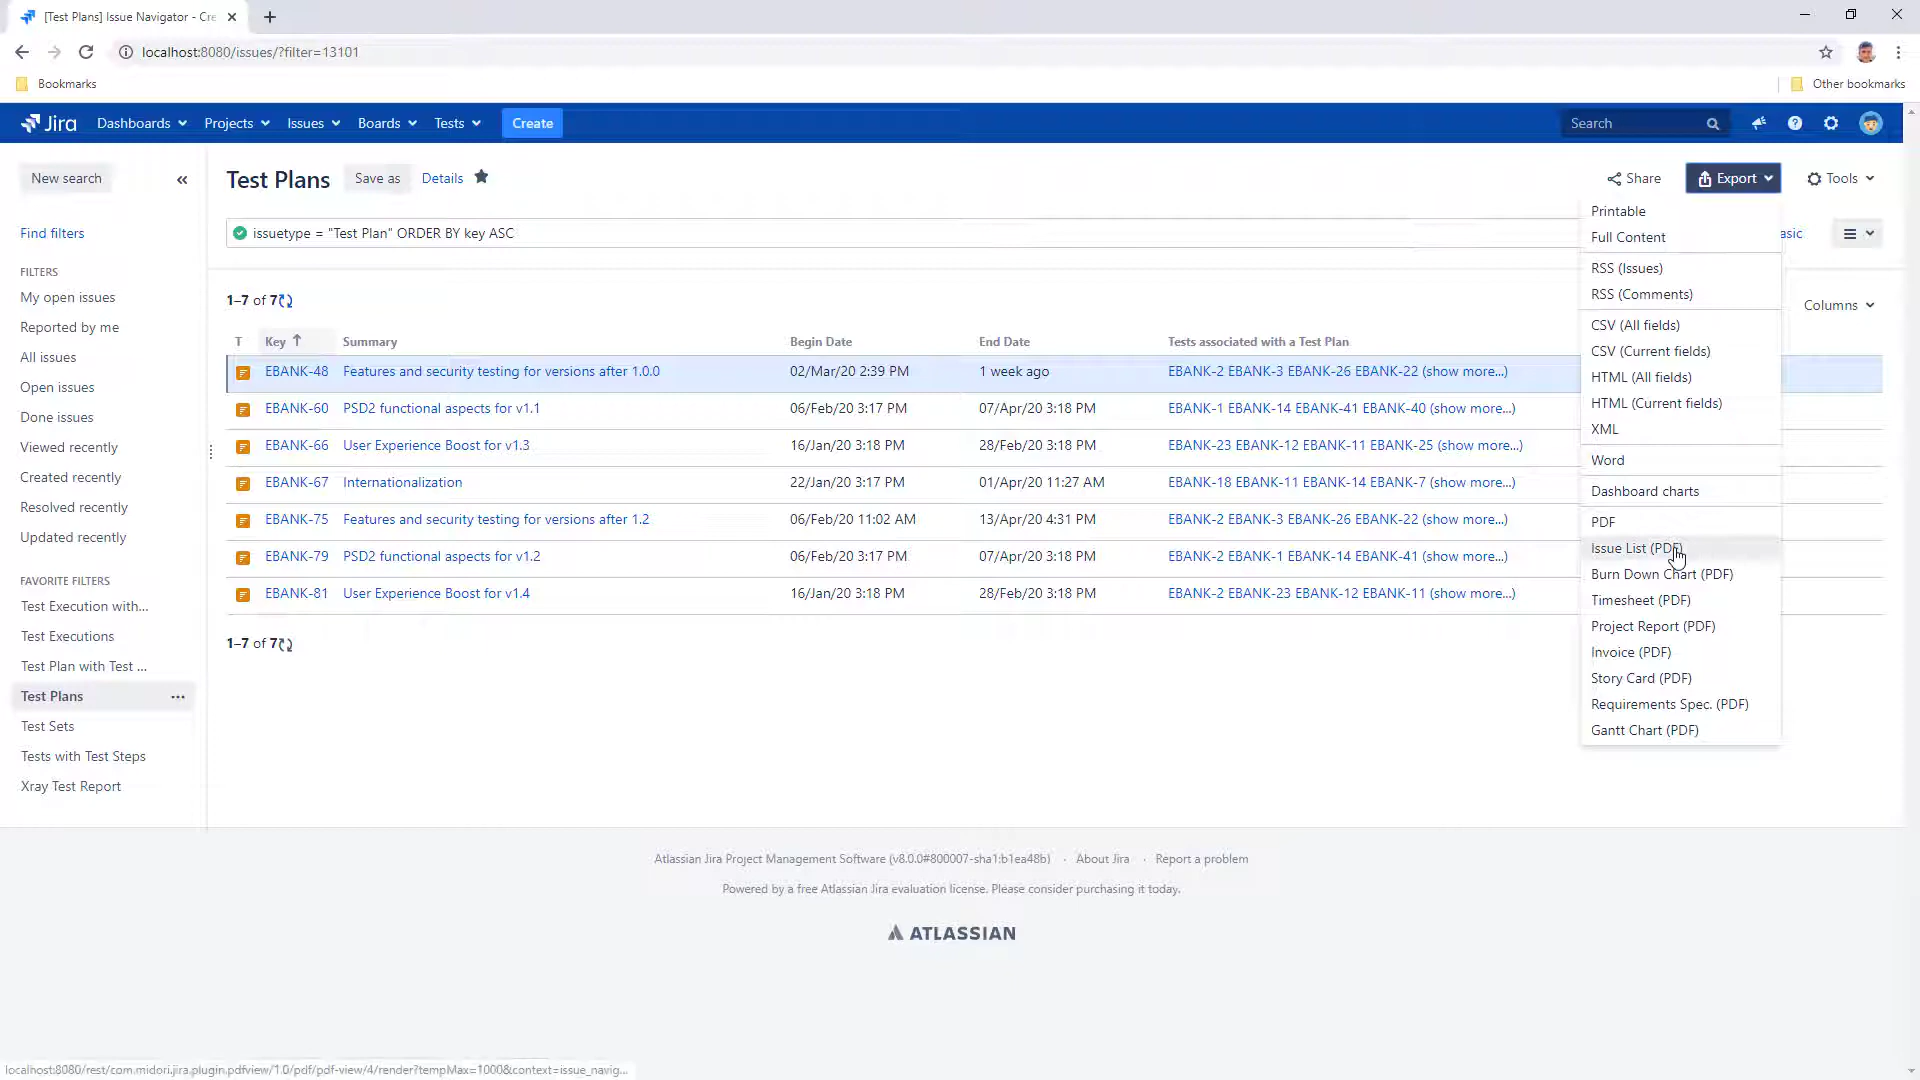 [Test Plans] Issue Navigator - Cre
localhost:8080/issues/?filter=13101
Bookmarks
Other bookmarks
Jira
Dashboards
Projects
Issues
Boards
Tests
Create
Search
New search
Test Plans
Save as
Details
Share
Export
Tools
issuetype = "Test Plan" ORDER BY key ASC
asic
Find filters
FILTERS
My open issues
Reported by me
All issues
Open issues
Done issues
Viewed recently
Created recently
Resolved recently
Updated recently
FAVORITE FILTERS
Test Execution with...
Test Executions
Test Plan with Test ...
Test Plans
Test Sets
Tests with Test Steps
Xray Test Report
1–7 of 7
Columns
T Key Summary Begin Date End Date Tests associated with a Test Plan
EBANK-48 Features and security testing for versions after 1.0.0 02/Mar/20 2:39 PM 1 week ago EBANK-2 EBANK-3 EBANK-26 EBANK-22 (show more...)
EBANK-60 PSD2 functional aspects for v1.1 06/Feb/20 3:17 PM 07/Apr/20 3:18 PM EBANK-1 EBANK-14 EBANK-41 EBANK-40 (show more...)
EBANK-66 User Experience Boost for v1.3 16/Jan/20 3:18 PM 28/Feb/20 3:18 PM EBANK-23 EBANK-12 EBANK-11 EBANK-25 (show more...)
EBANK-67 Internationalization 22/Jan/20 3:17 PM 01/Apr/20 11:27 AM EBANK-18 EBANK-11 EBANK-14 EBANK-7 (show more...)
EBANK-75 Features and security testing for versions after 1.2 06/Feb/20 11:02 AM 13/Apr/20 4:31 PM EBANK-2 EBANK-3 EBANK-26 EBANK-22 (show more...)
EBANK-79 PSD2 functional aspects for v1.2 06/Feb/20 3:17 PM 07/Apr/20 3:18 PM EBANK-2 EBANK-1 EBANK-14 EBANK-41 (show more...)
EBANK-81 User Experience Boost for v1.4 16/Jan/20 3:18 PM 28/Feb/20 3:18 PM EBANK-2 EBANK-23 EBANK-12 EBANK-11 (show more...)
1–7 of 7
Printable
Full Content
RSS (Issues)
RSS (Comments)
CSV (All fields)
CSV (Current fields)
HTML (All fields)
HTML (Current fields)
XML
Word
Dashboard charts
PDF
Issue List (PDF)
Burn Down Chart (PDF)
Timesheet (PDF)
Project Report (PDF)
Invoice (PDF)
Story Card (PDF)
Requirements Spec. (PDF)
Gantt Chart (PDF)
Atlassian Jira Project Management Software (v8.0.0#800007-sha1:b1ea48b) · About Jira · Report a problem
Powered by a free Atlassian Jira evaluation license. Please consider purchasing it today.
ATLASSIAN
localhost:8080/rest/com.midori.jira.plugin.pdfview/1.0/pdf/pdf-view/4/render?tempMax=1000&context=issue_navig...